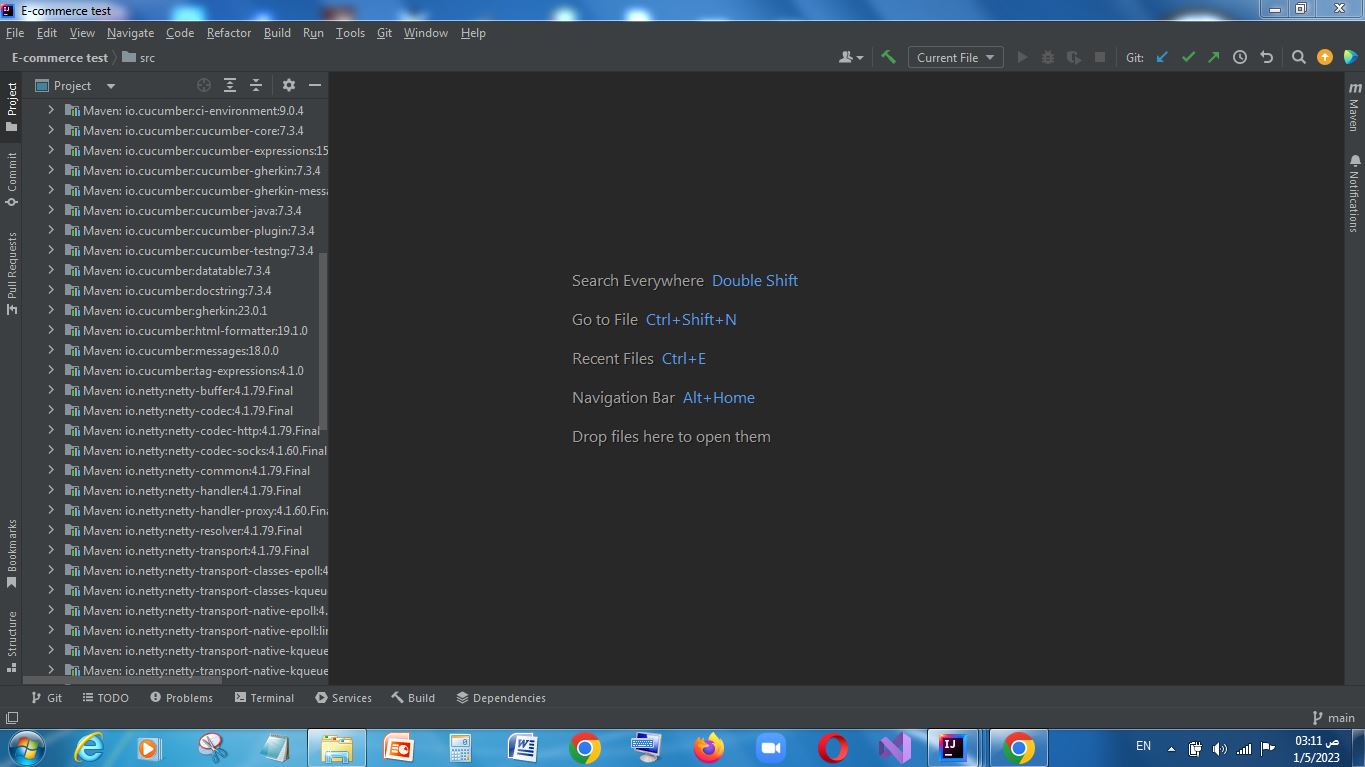 E-commerce test
File Edit View Navigate Code Refactor Build Run Tools Git Window Help
E-commerce test src
Current File
Git:
Project
Project
Commit
Pull Requests
Bookmarks
Structure
Maven: io.cucumber:ci-environment:9.0.4
Maven: io.cucumber:cucumber-core:7.3.4
Maven: io.cucumber:cucumber-expressions:15
Maven: io.cucumber:cucumber-gherkin:7.3.4
Maven: io.cucumber:cucumber-gherkin-messa
Maven: io.cucumber:cucumber-java:7.3.4
Maven: io.cucumber:cucumber-plugin:7.3.4
Maven: io.cucumber:cucumber-testng:7.3.4
Maven: io.cucumber:datatable:7.3.4
Maven: io.cucumber:docstring:7.3.4
Maven: io.cucumber:gherkin:23.0.1
Maven: io.cucumber:html-formatter:19.1.0
Maven: io.cucumber:messages:18.0.0
Maven: io.cucumber:tag-expressions:4.1.0
Maven: io.netty:netty-buffer:4.1.79.Final
Maven: io.netty:netty-codec:4.1.79.Final
Maven: io.netty:netty-codec-http:4.1.79.Final
Maven: io.netty:netty-codec-socks:4.1.60.Final
Maven: io.netty:netty-common:4.1.79.Final
Maven: io.netty:netty-handler:4.1.79.Final
Maven: io.netty:netty-handler-proxy:4.1.60.Fina
Maven: io.netty:netty-resolver:4.1.79.Final
Maven: io.netty:netty-transport:4.1.79.Final
Maven: io.netty:netty-transport-classes-epoll:4
Maven: io.netty:netty-transport-classes-kqueu
Maven: io.netty:netty-transport-native-epoll:4.
Maven: io.netty:netty-transport-native-epoll:lin
Maven: io.netty:netty-transport-native-kqueue
Maven: io.netty:netty-transport-native-kqueue
Search Everywhere Double Shift
Go to File Ctrl+Shift+N
Recent Files Ctrl+E
Navigation Bar Alt+Home
Drop files here to open them
m
Maven
Notifications
Git TODO Problems Terminal Services Build Dependencies
main
EN
03:11 ص
1/5/2023